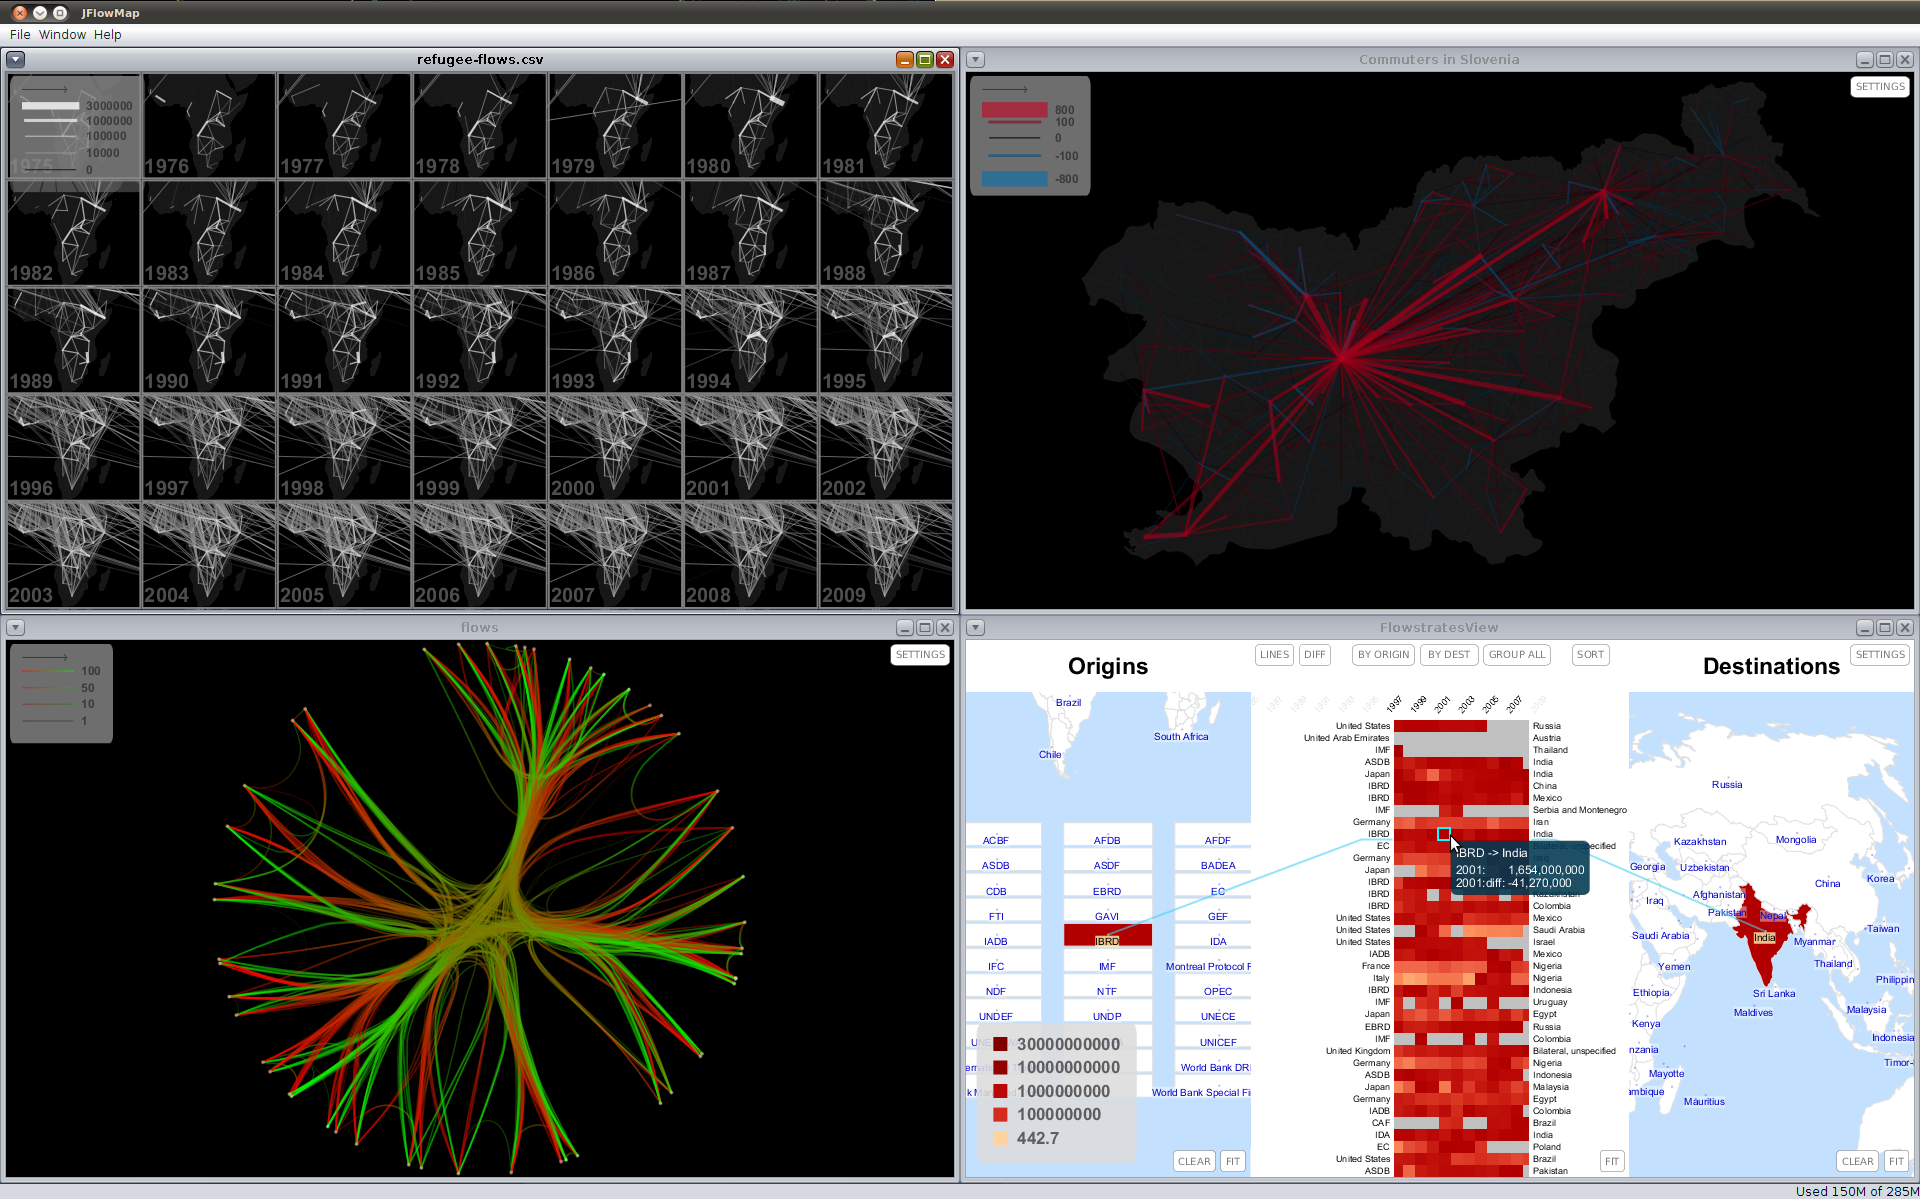 JFlowMap
File Window Help
refugee-flows.csv
3000000
1000000
100000
10000
0
1975 1976 1977 1978 1979 1980 1981
1982 1983 1984 1985 1986 1987 1988
1989 1990 1991 1992 1993 1994 1995
1996 1997 1998 1999 2000 2001 2002
2003 2004 2005 2006 2007 2008 2009
Commuters in Slovenia
SETTINGS
800
100
0
-100
-800
flows
SETTINGS
100
50
10
1
FlowstratesView
Origins
LINES DIFF BY ORIGIN BY DEST GROUP ALL SORT
Destinations
SETTINGS
Brazil
South Africa
Chile
ACBF AFDB AFDF
ASDB ASDF BADEA
CDB EBRD EC
FTI GAVI GEF
IADB IBRD IDA
IFC IMF Montreal Protocol F
NDF NTF OPEC
UNDEF UNDP UNECE
UNICEF
World Bank DRI
World Bank Special Fi
30000000000
10000000000
1000000000
100000000
442.7
CLEAR FIT
1997 1999 2001 2003 2005 2007
United States Russia
United Arab Emirates Austria
IMF Thailand
ASDB India
Japan India
IBRD China
IBRD Mexico
IMF Serbia and Montenegro
Germany Iran
IBRD India
EC Bilateral, unspecified
Germany
Japan
IBRD
IBRD Kazakhstan
IBRD Colombia
United States Mexico
United States Saudi Arabia
United States Israel
IADB Mexico
France Nigeria
Italy Nigeria
IBRD Indonesia
IMF Uruguay
Japan Egypt
EBRD Russia
IMF Colombia
United Kingdom Bilateral, unspecified
Germany Nigeria
ASDB Indonesia
Japan Malaysia
Germany Egypt
IADB Colombia
CAF Brazil
IDA India
EC Poland
United States Brazil
ASDB Pakistan
IBRD -> India
2001: 1,654,000,000
2001:diff: -41,270,000
FIT
Russia
Kazakhstan Mongolia
Georgia Uzbekistan
China Korea
Afghanistan
Iraq
Pakistan Nepal
Taiwan
Saudi Arabia India Myanmar
Yemen Thailand
Philippin
Ethiopia Sri Lanka
Maldives Malaysia
Kenya
Indonesia
nzania
Timor-
Mayotte
ambique
Mauritius
CLEAR FIT
Used 150M of 285M